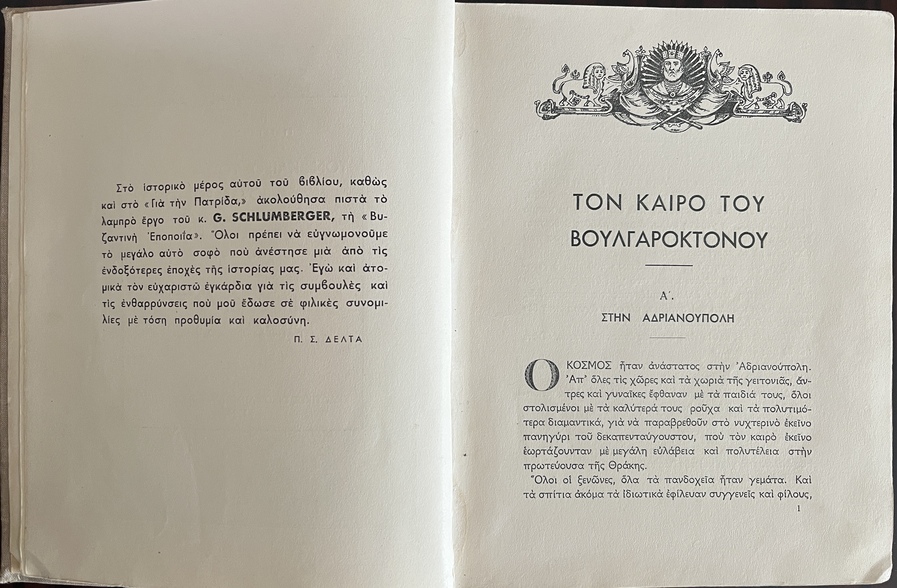 Στὸ ἱστορικὸ μέρος αὐτοῦ τοῦ βιβλίου, καθὼς
καὶ στὸ «Γιὰ τὴν Πατρίδα,» ἀκολούθησα πιστὰ τὸ
λαμπρὸ ἔργο τοῦ κ. G. SCHLUMBERGER, τὴ «Βυ-
ζαντινὴ Ἐποποιΐα». Ὅλοι πρέπει νὰ εὐγνωμονοῦμε
τὸ μεγάλο αὐτὸ σοφὸ ποὺ ἀνέστησε μιὰ ἀπὸ τὶς
ἐνδοξότερες ἐποχὲς τῆς ἱστορίας μας. Ἐγὼ καὶ ἀτο-
μικὰ τὸν εὐχαριστῶ ἐγκάρδια γιὰ τὶς συμβουλὲς καὶ
τὶς ἐνθαρρύνσεις ποὺ μοῦ ἔδωσε σὲ φιλικὲς συνομι-
λίες μὲ τόση προθυμία καὶ καλοσύνη.
Π. Σ. ΔΕΛΤΑ
ΤΟΝ ΚΑΙΡΟ ΤΟΥ
ΒΟΥΛΓΑΡΟΚΤΟΝΟΥ
Α΄.
ΣΤΗΝ ΑΔΡΙΑΝΟΥΠΟΛΗ
Ο ΚΟΣΜΟΣ ἦταν ἀνάστατος στὴν Ἀδριανούπολη.
Ἀπ' ὅλες τὶς χῶρες καὶ τὰ χωριὰ τῆς γειτονιᾶς, ἄν-
τρες καὶ γυναῖκες ἔφθαναν μὲ τὰ παιδιά τους, ὅλοι
στολισμένοι μὲ τὰ καλύτερά τους ροῦχα καὶ τὰ πολυτιμό-
τερα διαμαντικά, γιὰ νὰ παραβρεθοῦν στὸ νυχτερινὸ ἐκεῖνο
πανηγύρι τοῦ δεκαπενταύγουστου, ποὺ τὸν καιρὸ ἐκεῖνο
ἑωρτάζουνταν μὲ μεγάλη εὐλάβεια καὶ πολυτέλεια στὴν
πρωτεύουσα τῆς Θράκης.
Ὅλοι οἱ ξενῶνες, ὅλα τὰ πανδοχεῖα ἦταν γεμάτα. Καὶ
τὰ σπίτια ἀκόμα τὰ ἰδιωτικὰ ἐφίλευαν συγγενεῖς καὶ φίλους,
1